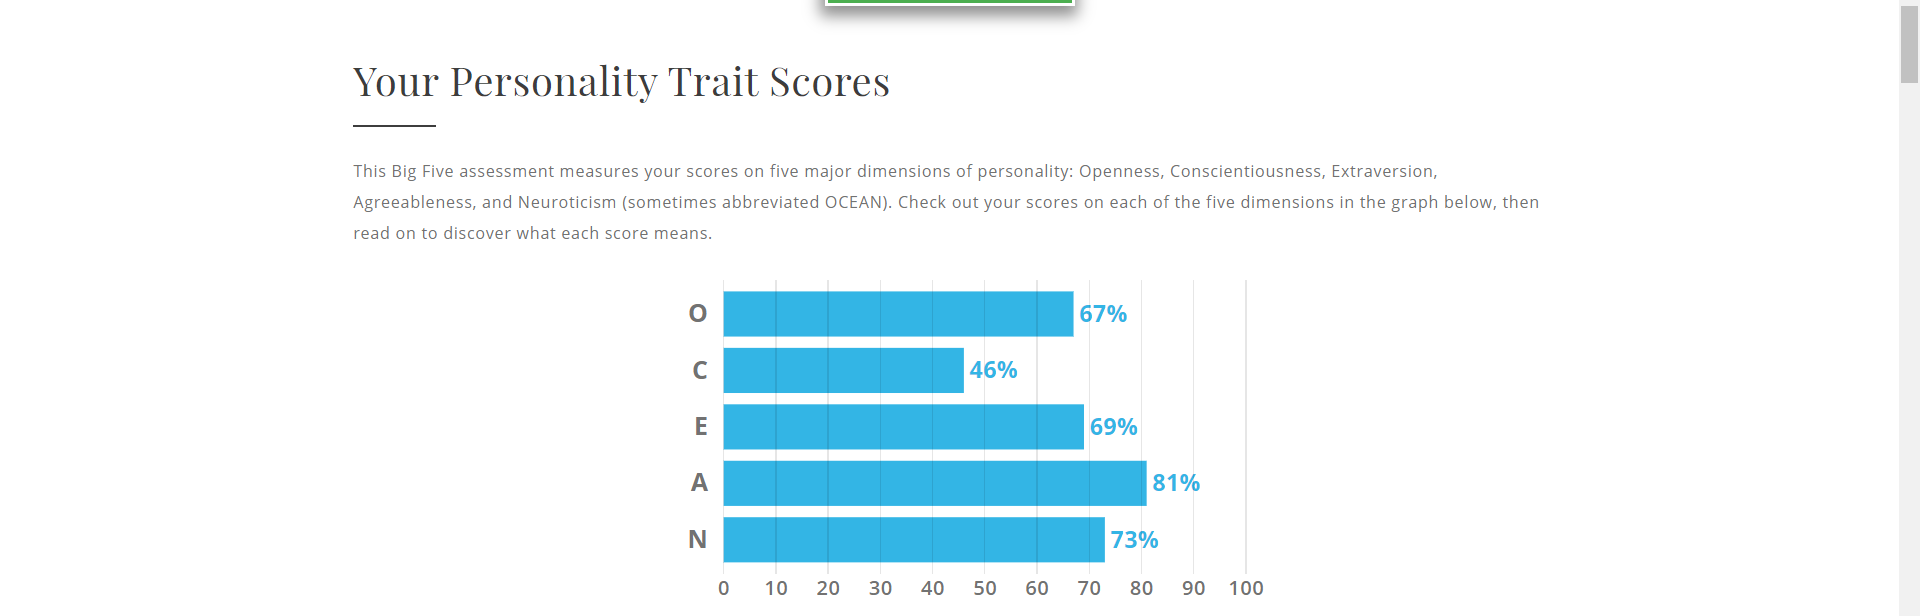 Your Personality Trait Scores
This Big Five assessment measures your scores on five major dimensions of personality: Openness, Conscientiousness, Extraversion,
Agreeableness, and Neuroticism (sometimes abbreviated OCEAN). Check out your scores on each of the five dimensions in the graph below, then
read on to discover what each score means.
O 67%
C 46%
E 69%
A 81%
N 73%
0 10 20 30 40 50 60 70 80 90 100